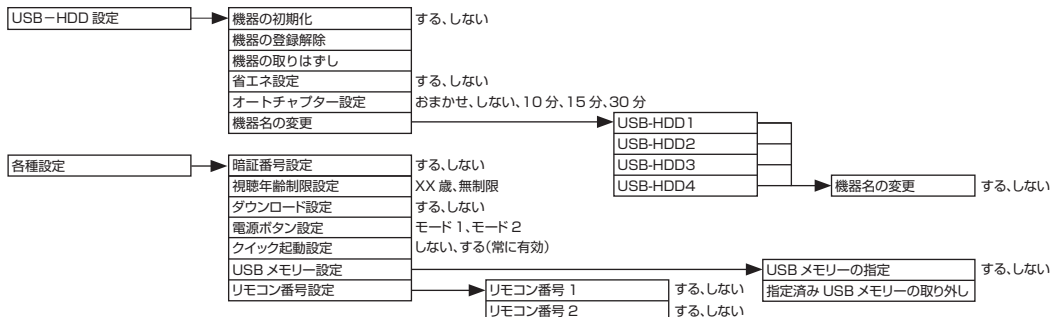 USB－HDD 設定
機器の初期化 する、しない
機器の登録解除
機器の取りはずし
省エネ設定 する、しない
オートチャプター設定 おまかせ、しない、10 分、15 分、30 分
機器名の変更
USB-HDD1
USB-HDD2
USB-HDD3
USB-HDD4
機器名の変更 する、しない
各種設定
暗証番号設定 する、しない
視聴年齢制限設定 XX 歳、無制限
ダウンロード設定 する、しない
電源ボタン設定 モード 1、モード 2
クイック起動設定 しない、する（常に有効）
USB メモリー設定
USB メモリーの指定 する、しない
指定済み USB メモリーの取り外し
リモコン番号設定
リモコン番号 1 する、しない
リモコン番号 2 する、しない